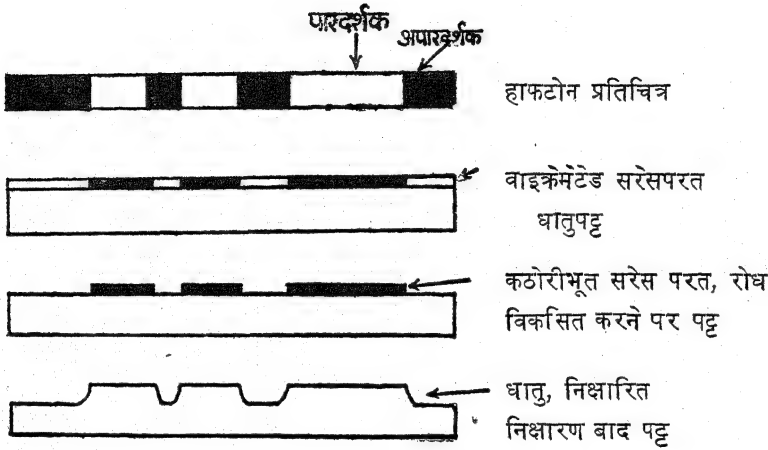 पारदर्शक
अपारदर्शक
हाफटोन प्रतिचित्र
वाइक्रेमेंटेड सरेसपरत
धातुपट्ट
कठोरीभूत सरेस परत, रोध
विकसित करने पर पट्ट
धातु, निक्षारित
निक्षारण बाद पट्ट